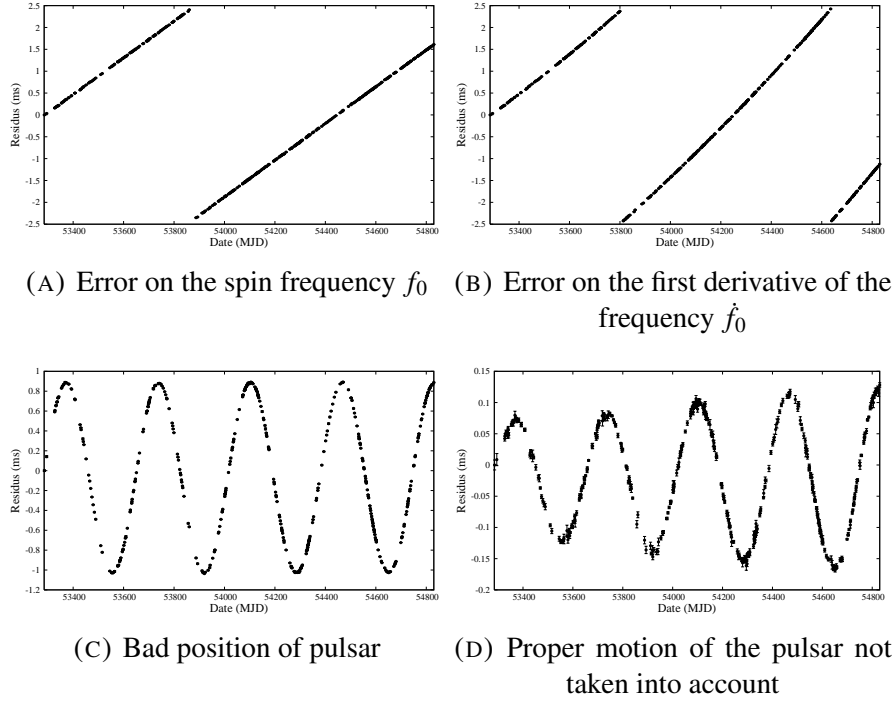 2.5
2
1.5
1
0.5
0
-0.5
-1
-1.5
-2
-2.5
Residus (ms)
53400 53600 53800 54000 54200 54400 54600 54800
Date (MJD)
2.5
2
1.5
1
0.5
0
-0.5
-1
-1.5
-2
-2.5
Residus (ms)
53400 53600 53800 54000 54200 54400 54600 54800
Date (MJD)
(A) Error on the spin frequency f₀
(B) Error on the first derivative of the
frequency ḟ₀
1
0.8
0.6
0.4
0.2
0
-0.2
-0.4
-0.6
-0.8
-1
-1.2
Residus (ms)
53400 53600 53800 54000 54200 54400 54600 54800
Date (MJD)
0.15
0.1
0.05
0
-0.05
-0.1
-0.15
-0.2
Residus (ms)
53400 53600 53800 54000 54200 54400 54600 54800
Date (MJD)
(C) Bad position of pulsar
(D) Proper motion of the pulsar not
taken into account